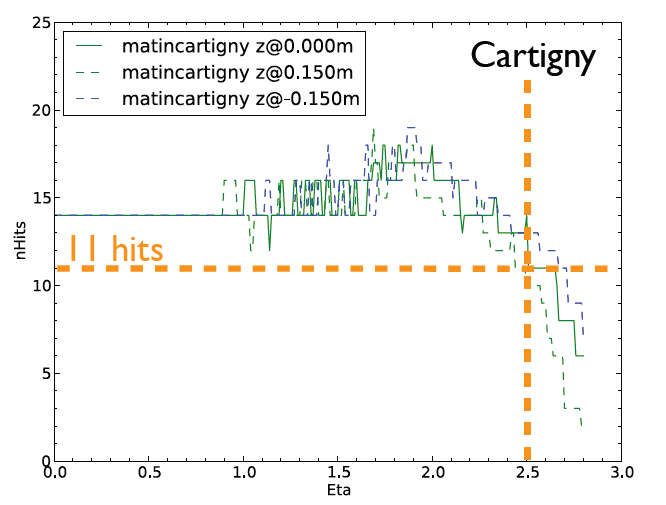 25
20
15
10
5
0
nHits
matincartigny z@0.000m
matincartigny z@0.150m
matincartigny z@-0.150m
Cartigny
11 hits
0.0 0.5 1.0 1.5 2.0 2.5 3.0
Eta